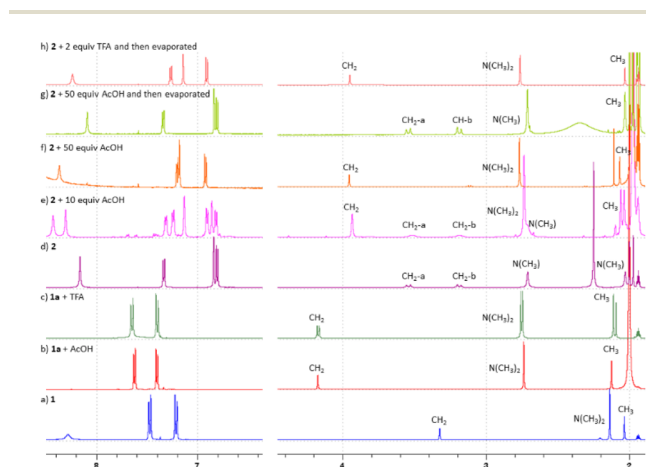 h) 2 + 2 equiv TFA and then evaporated
CH2 N(CH3)2 CH3
g) 2 + 50 equiv AcOH and then evaporated
CH2-a CH-b N(CH3) CH3
f) 2 + 50 equiv AcOH
CH2 N(CH3)2 CH3
e) 2 + 10 equiv AcOH
CH2 CH2-a CH2-b N(CH3)2 N(CH3) CH3
d) 2
CH2-a CH2-b N(CH3) N(CH3)
c) 1a + TFA
CH2 N(CH3)2 CH3
b) 1a + AcOH
CH2 N(CH3)2 CH3
a) 1
CH2 N(CH3)2 CH3
8 7 4 3 2